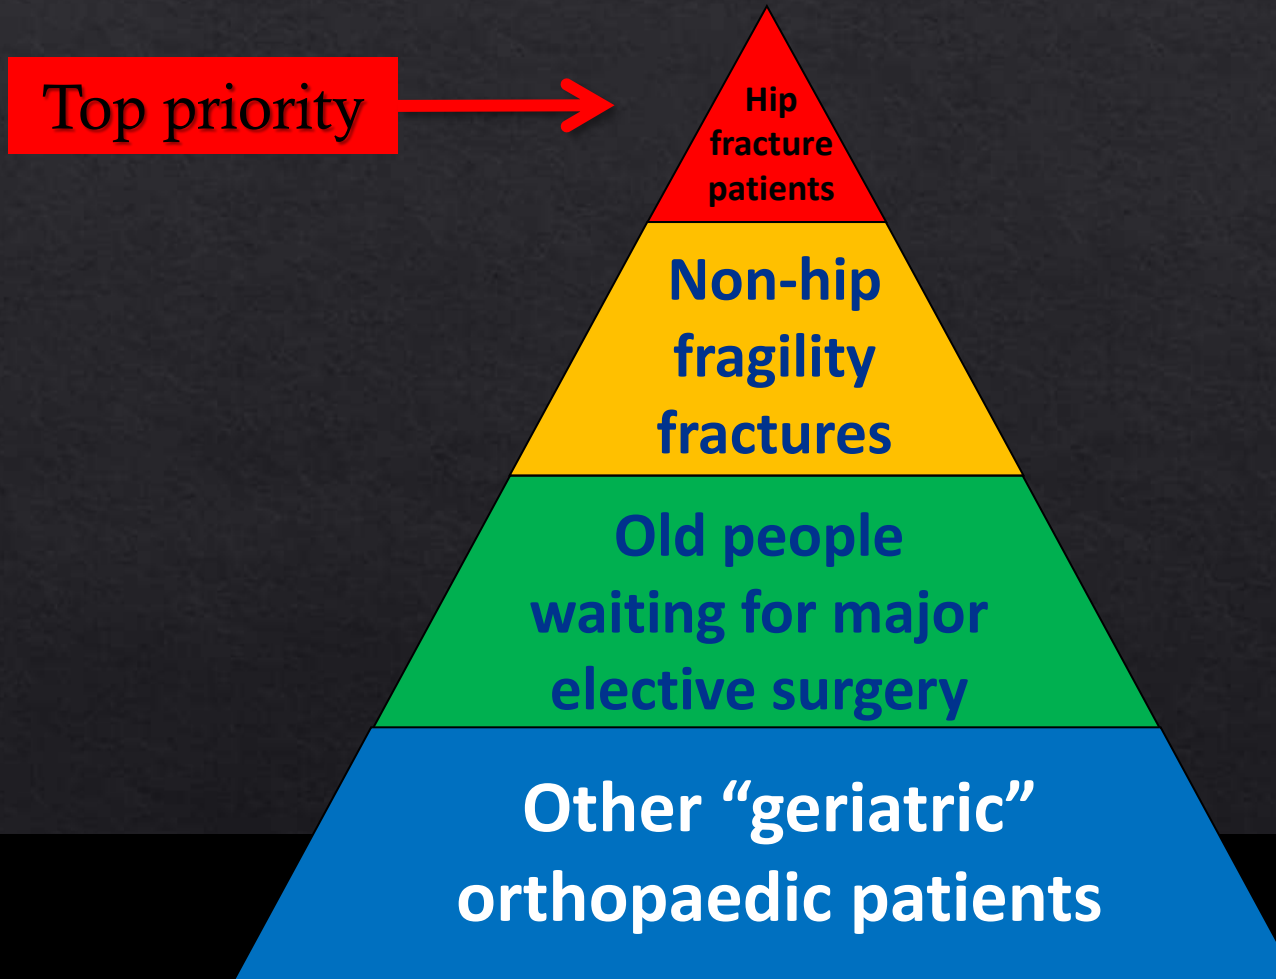 Top priority
Hip
fracture
patients
Non-hip
fragility
fractures
Old people
waiting for major
elective surgery
Other “geriatric”
orthopaedic patients